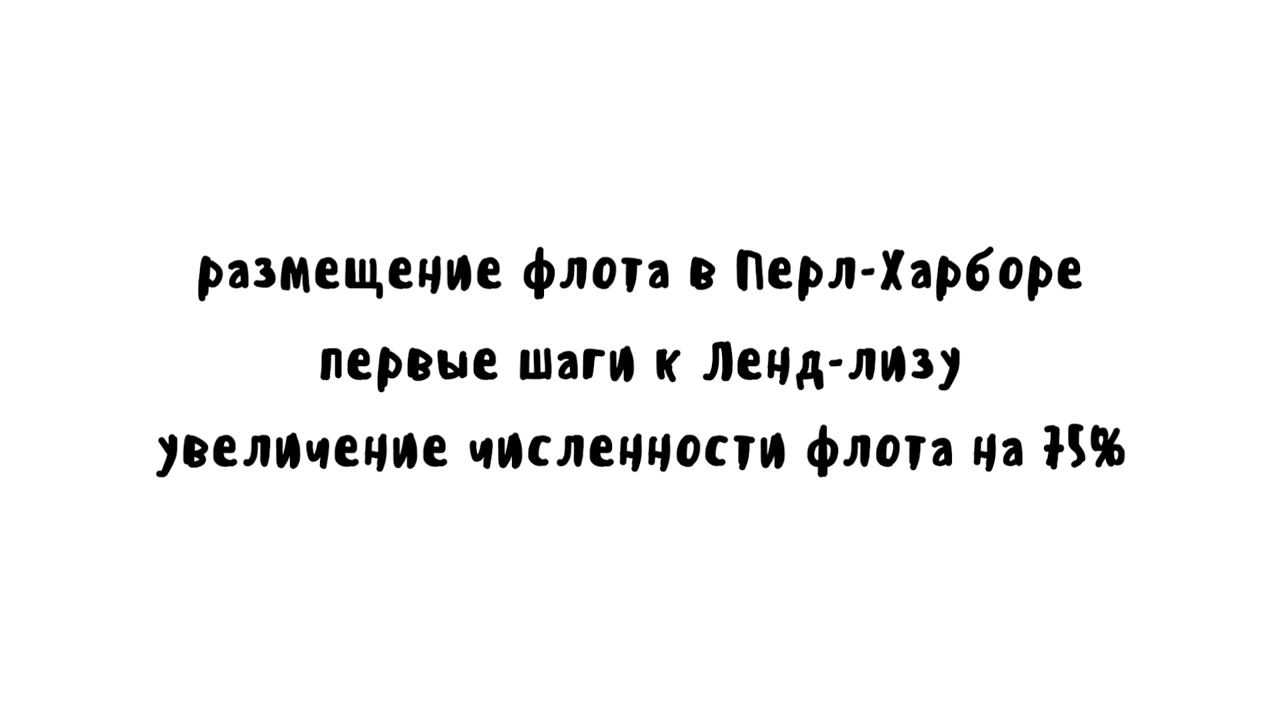 размещение флота в Перл-Харборе
первые шаги к Ленд-лизу
увеличение численности флота на 75%